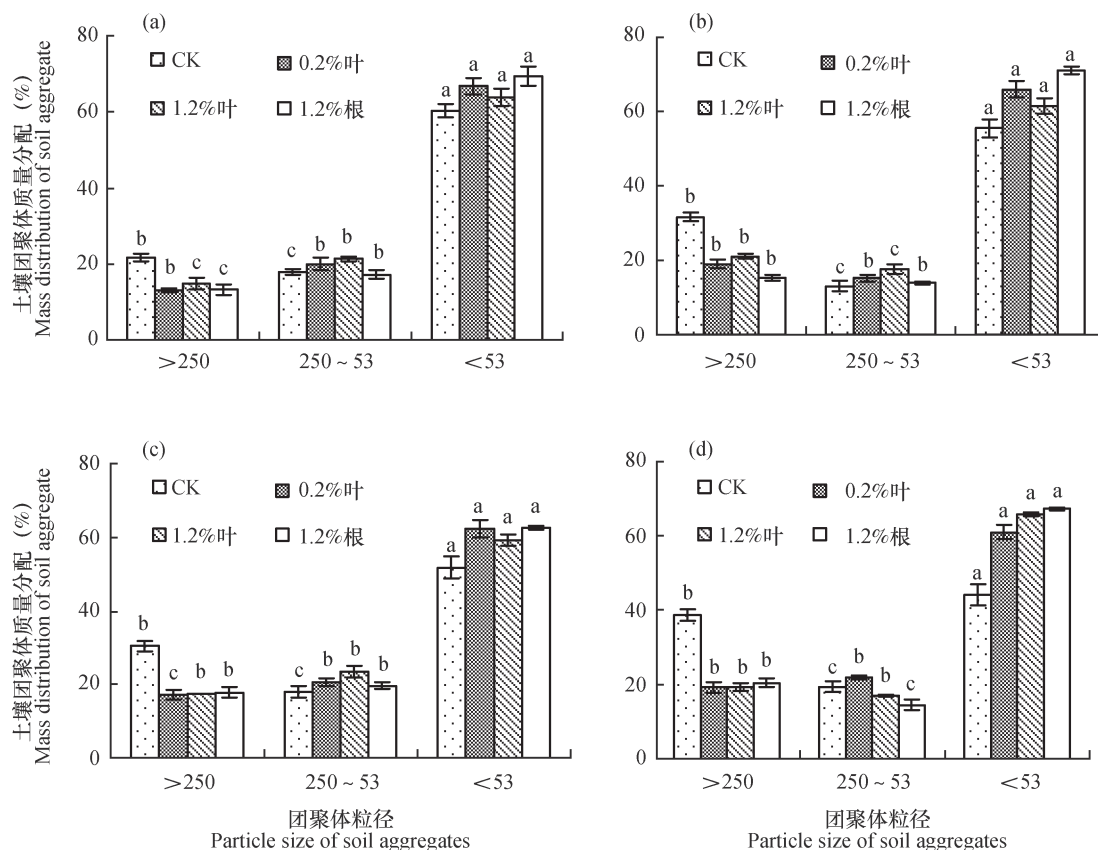 (a)
土壤团聚体质量分配 (%)
Mass distribution of soil aggregate
80
60
40
20
0
CK
0.2%叶
1.2%叶
1.2%根
b
b
c
c
c
b
b
b
a
a
a
a
>250
250~53
<53
(b)
80
60
40
20
0
CK
0.2%叶
1.2%叶
1.2%根
b
b
b
b
c
b
c
b
a
a
a
a
>250
250~53
<53
(c)
土壤团聚体质量分配 (%)
Mass distribution of soil aggregate
80
60
40
20
0
CK
0.2%叶
1.2%叶
1.2%根
b
c
b
b
c
b
b
b
a
a
a
a
>250
250~53
<53
团聚体粒径
Particle size of soil aggregates
(d)
80
60
40
20
0
CK
0.2%叶
1.2%叶
1.2%根
b
b
b
b
c
b
b
c
a
a
a
a
>250
250~53
<53
团聚体粒径
Particle size of soil aggregates